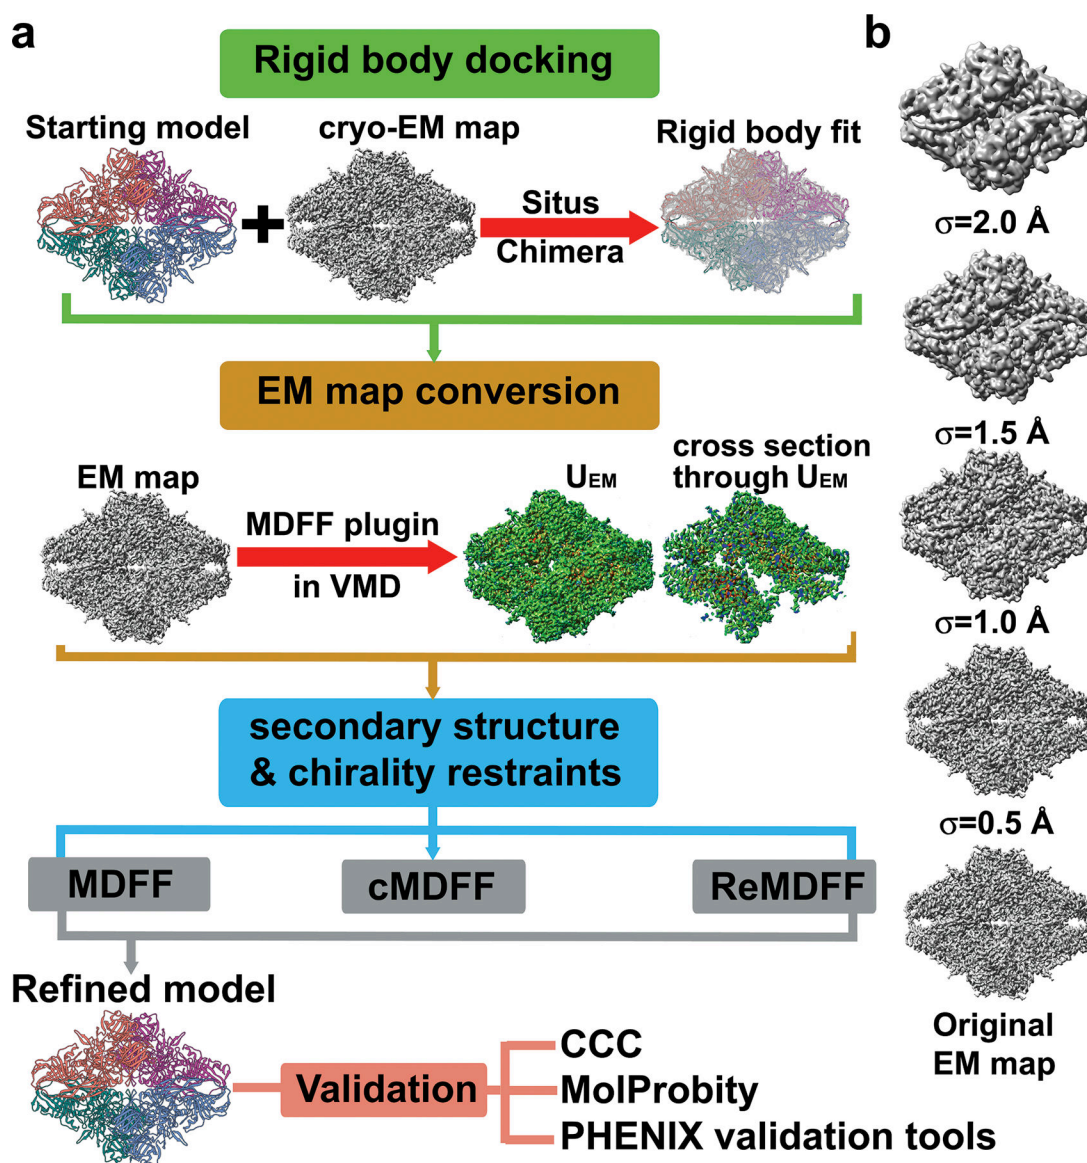 a
Rigid body docking
Starting model
cryo-EM map
Rigid body fit
+
Situs
Chimera
EM map conversion
EM map
MDFF plugin
in VMD
UEM
cross section
through UEM
secondary structure
& chirality restraints
MDFF
cMDFF
ReMDFF
Refined model
Validation
CCC
MolProbity
PHENIX validation tools
b
σ=2.0 Å
σ=1.5 Å
σ=1.0 Å
σ=0.5 Å
Original
EM map